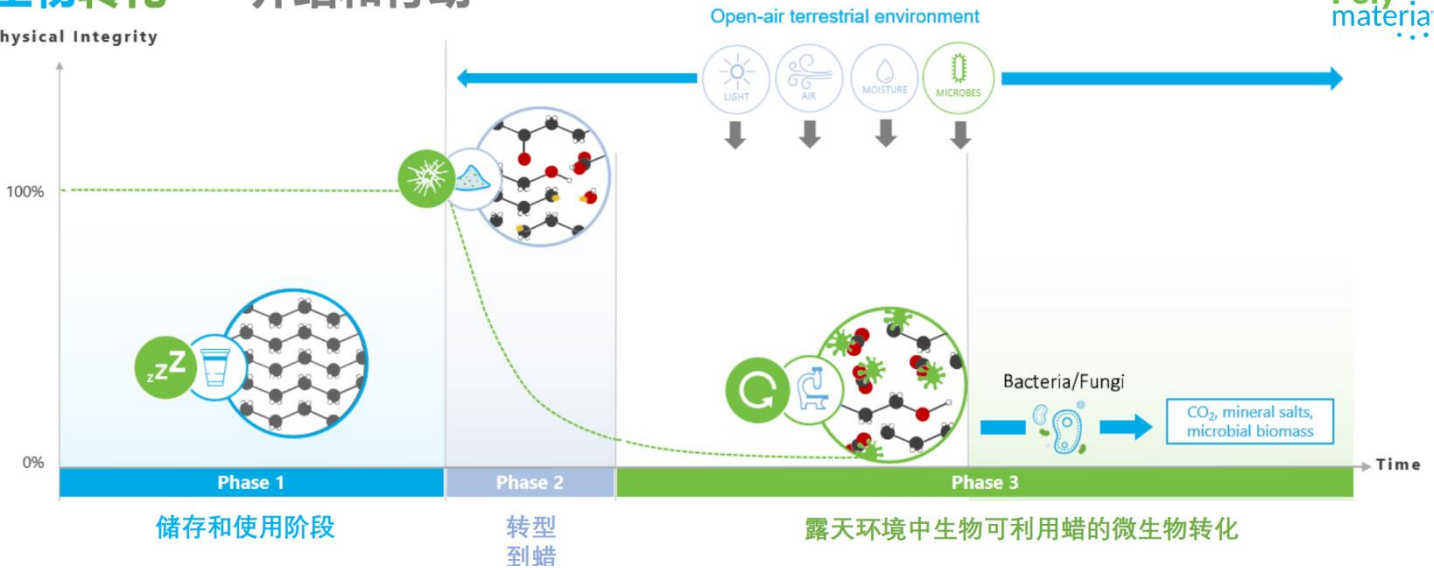 Open-air terrestrial environment
materia
LIGHT
AIR
MOISTURE
MICROBES
100%
zzZ
Bacteria/Fungi
CO₂, mineral salts,
microbial biomass
0%
Time
Phase 1
Phase 2
Phase 3
储存和使用阶段
转型
到蜡
露天环境中生物可利用蜡的微生物转化